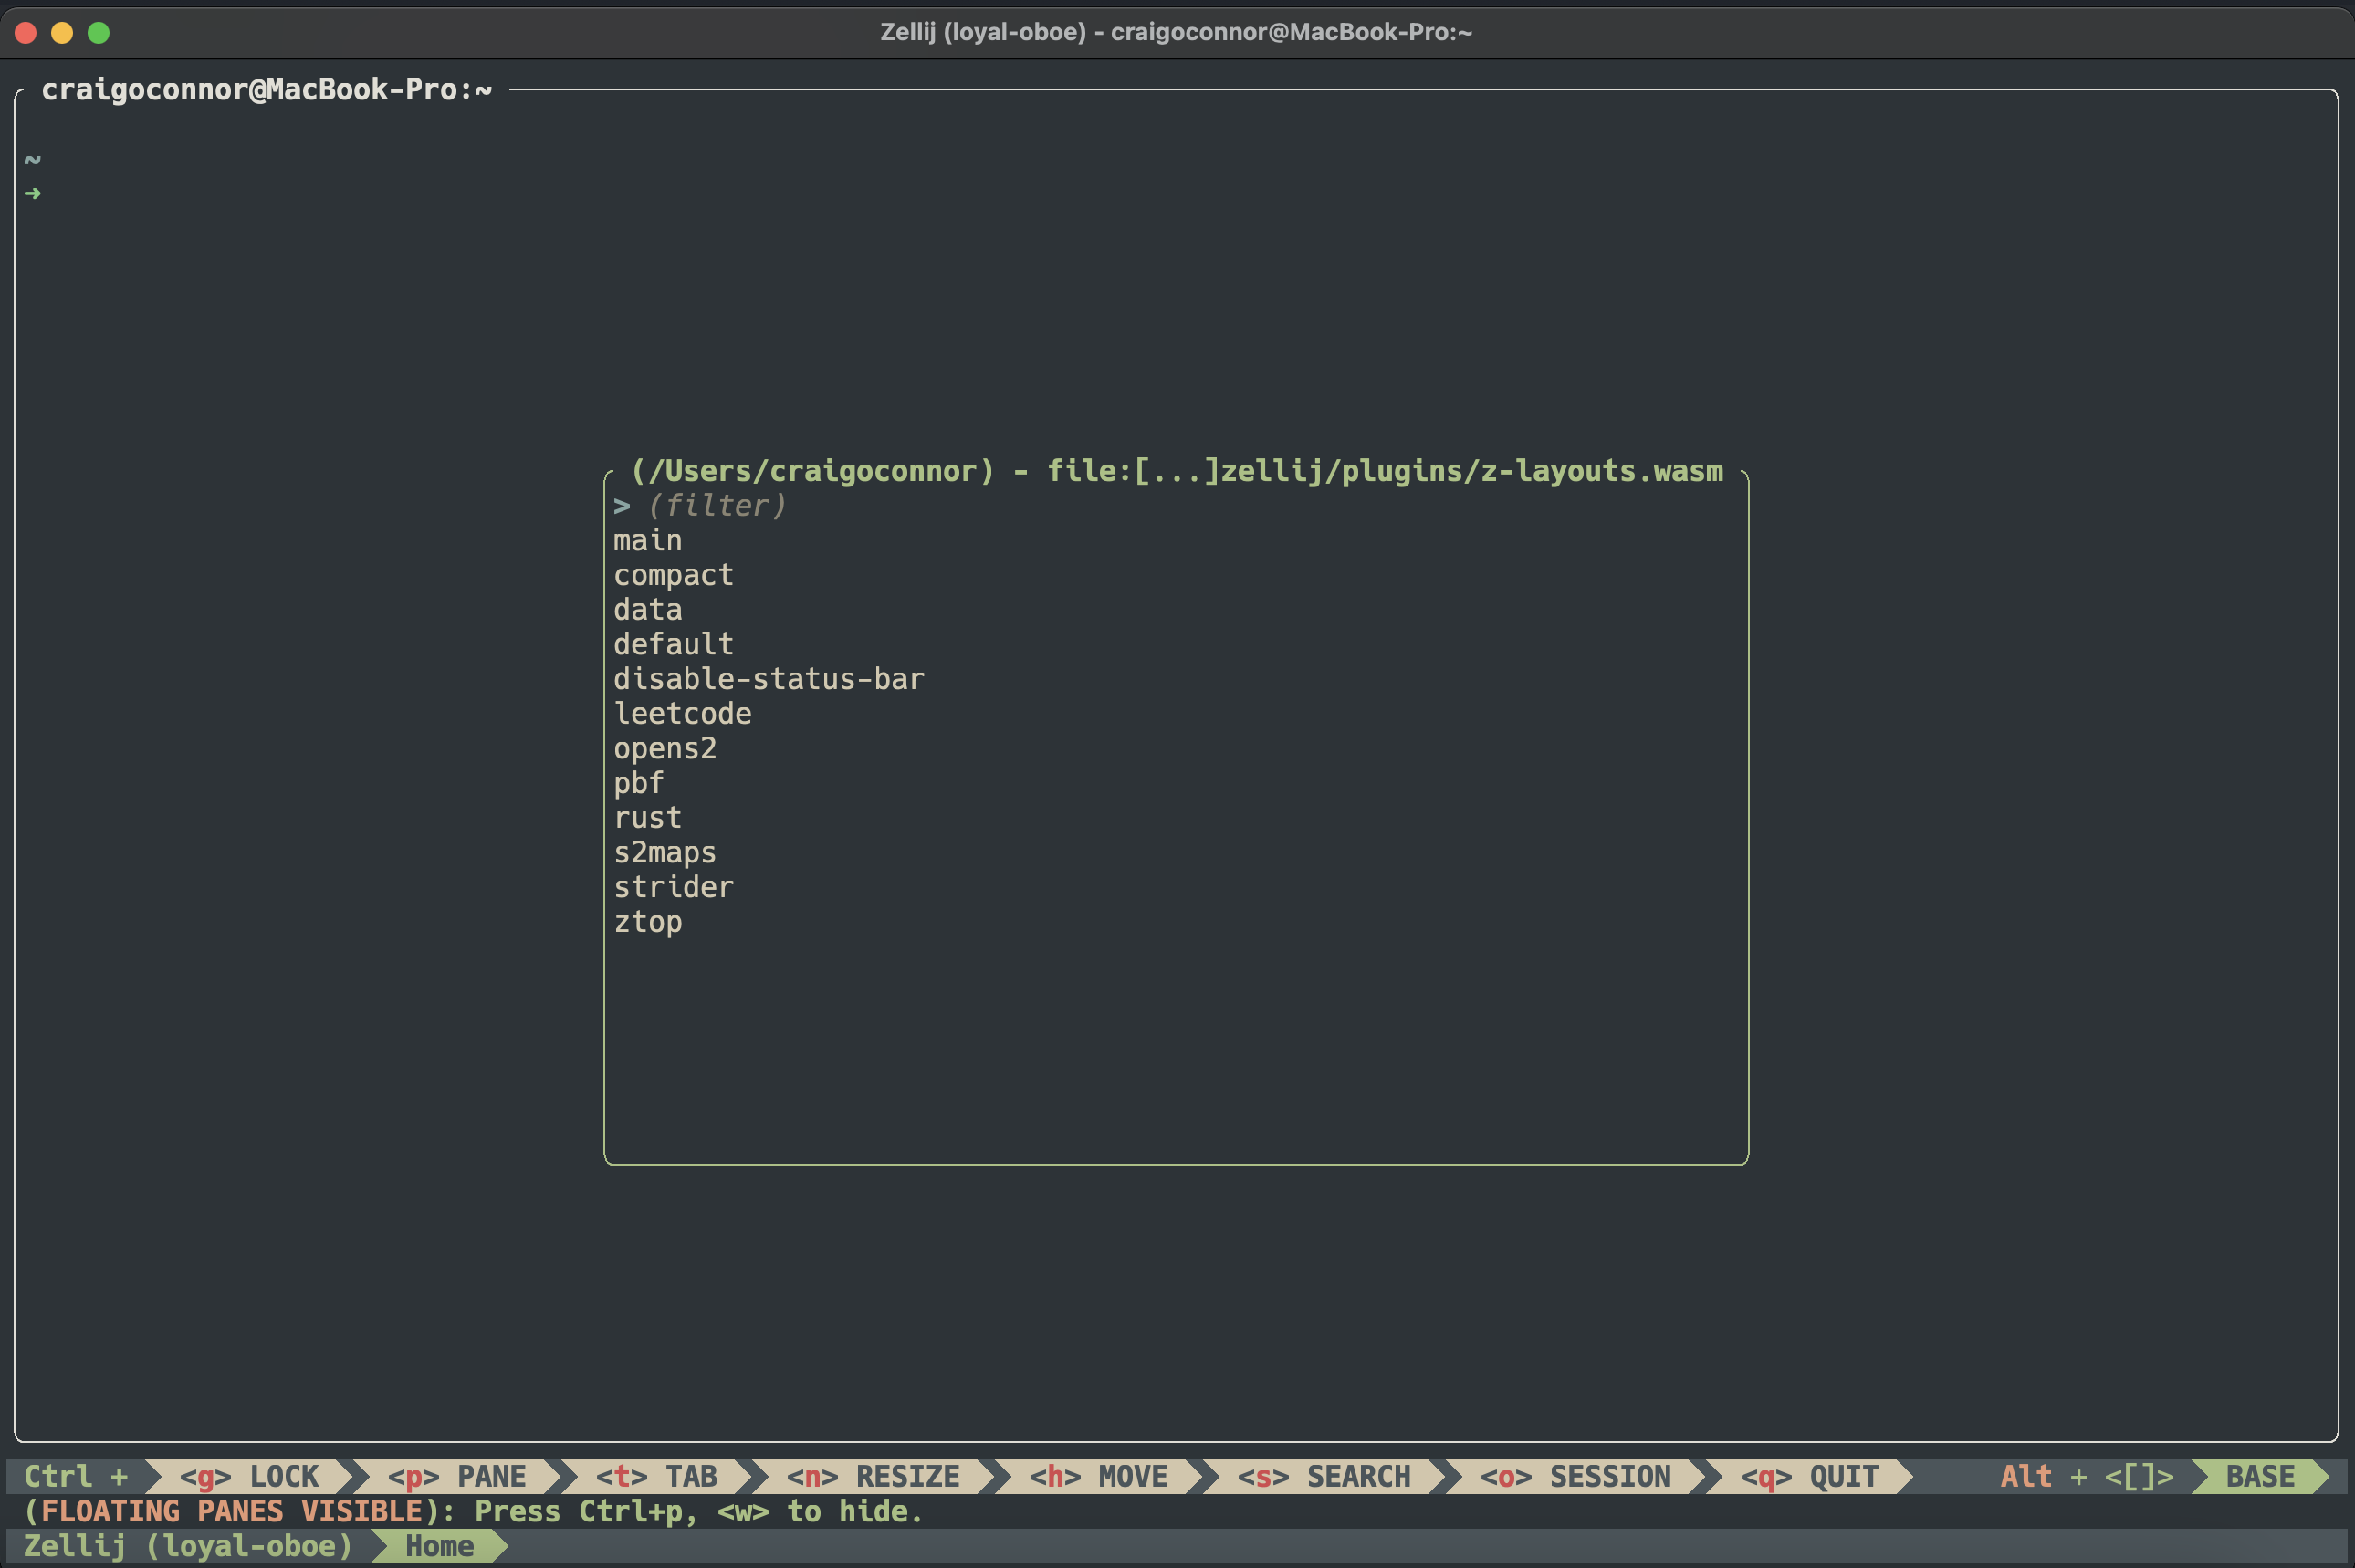 Zellij (loyal-oboe) - craigoconnor@MacBook-Pro:~
craigoconnor@MacBook-Pro:~
~
➜
(/Users/craigoconnor) - file:[...]zellij/plugins/z-layouts.wasm
> (filter)
main
compact
data
default
disable-status-bar
leetcode
opens2
pbf
rust
s2maps
strider
ztop
Ctrl + <g> LOCK <p> PANE <t> TAB <n> RESIZE <h> MOVE <s> SEARCH <o> SESSION <q> QUIT Alt + <[]> BASE
(FLOATING PANES VISIBLE): Press Ctrl+p, <w> to hide.
Zellij (loyal-oboe) Home